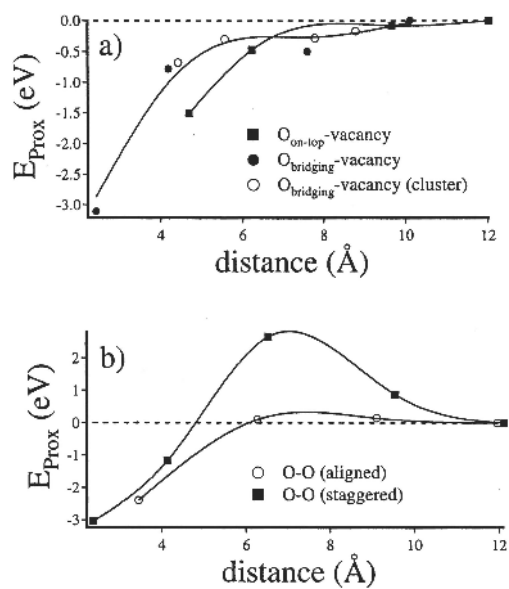 0.0
-0.5
-1.0
-1.5
-2.0
-2.5
-3.0
E_Prox (eV)
a)
O_on-top-vacancy
O_bridging-vacancy
O_bridging-vacancy (cluster)
4
6
8
10
12
distance (Å)
2
1
0
-1
-2
-3
E_Prox (eV)
b)
O-O (aligned)
O-O (staggered)
4
6
8
10
12
distance (Å)